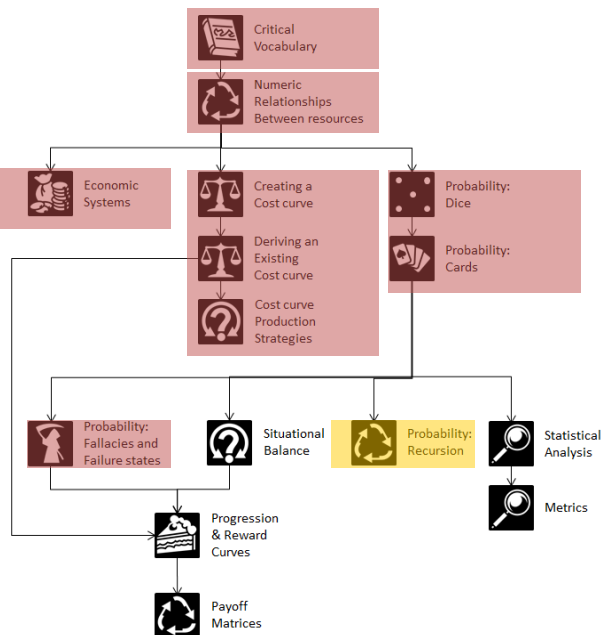 Critical
Vocabulary
Numeric
Relationships
Between resources
Economic
Systems
Creating a
Cost curve
Probability:
Dice
Deriving an
Existing
Cost curve
Probability:
Cards
Cost curve
Production
Strategies
Probability:
Fallacies and
Failure states
Situational
Balance
Probability:
Recursion
Statistical
Analysis
Metrics
Progression
& Reward
Curves
Payoff
Matrices